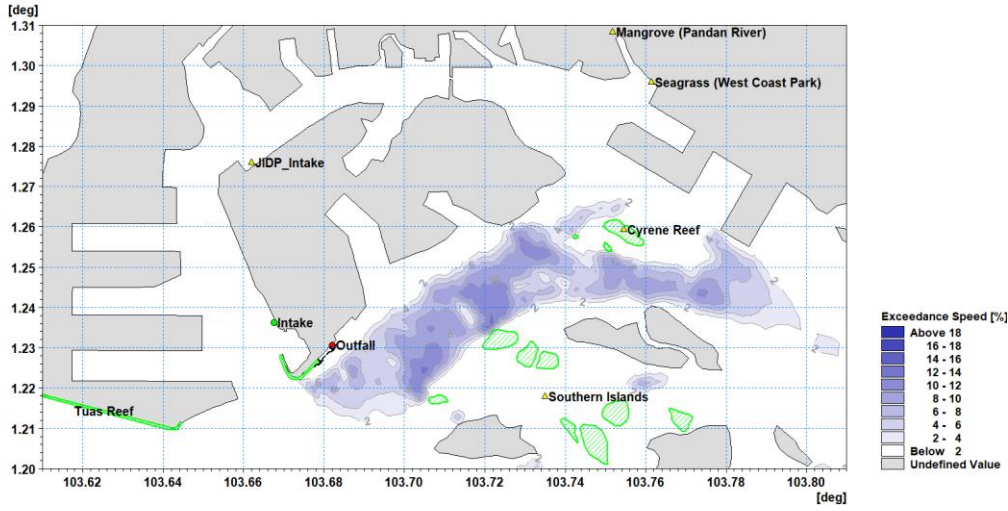 [deg]
1.31
1.30
1.29
1.28
1.27
1.26
1.25
1.24
1.23
1.22
1.21
1.20
Mangrove (Pandan River)
Seagrass (West Coast Park)
JIDP_Intake
Cyrene Reef
Intake
Outfall
Southern Islands
Tuas Reef
103.62 103.64 103.66 103.68 103.70 103.72 103.74 103.76 103.78 103.80
[deg]
Exceedance Speed [%]
Above 18
16 - 18
14 - 16
12 - 14
10 - 12
8 - 10
6 - 8
4 - 6
2 - 4
Below 2
Undefined Value